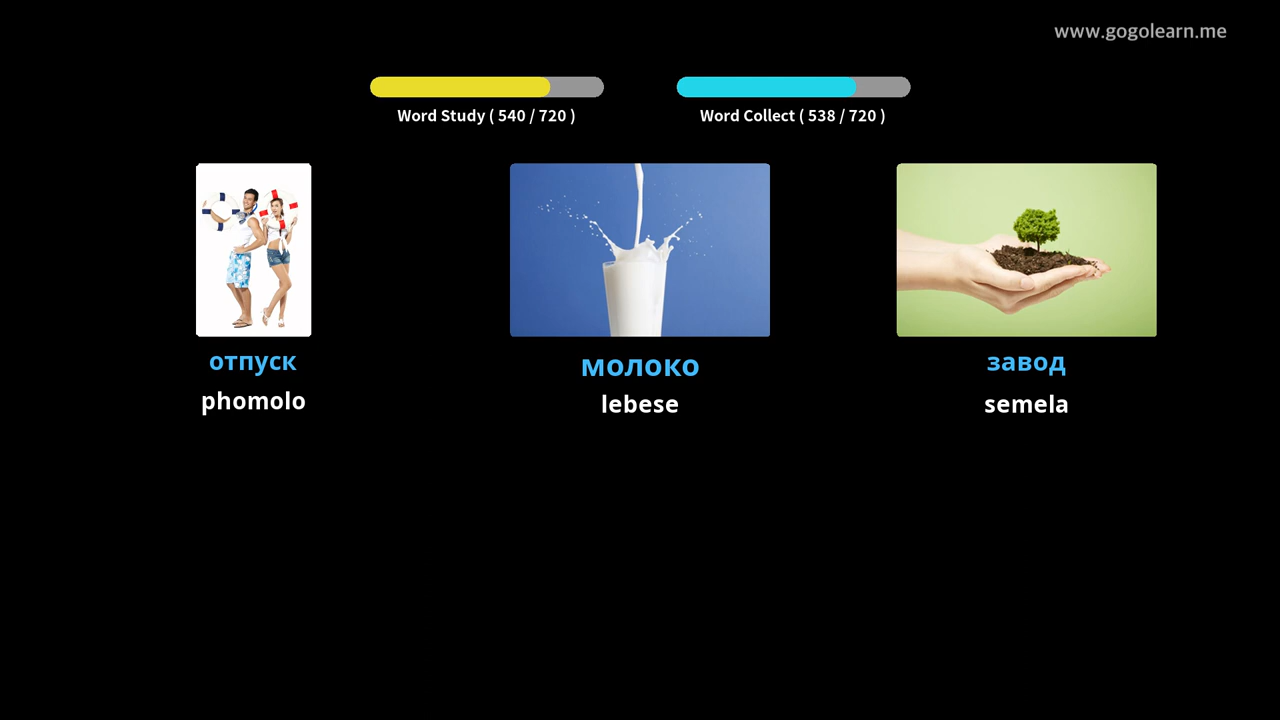 www.gogolearn.me
Word Study ( 540 / 720 )
Word Collect ( 538 / 720 )
отпуск
молоко
завод
phomolo
lebese
semela